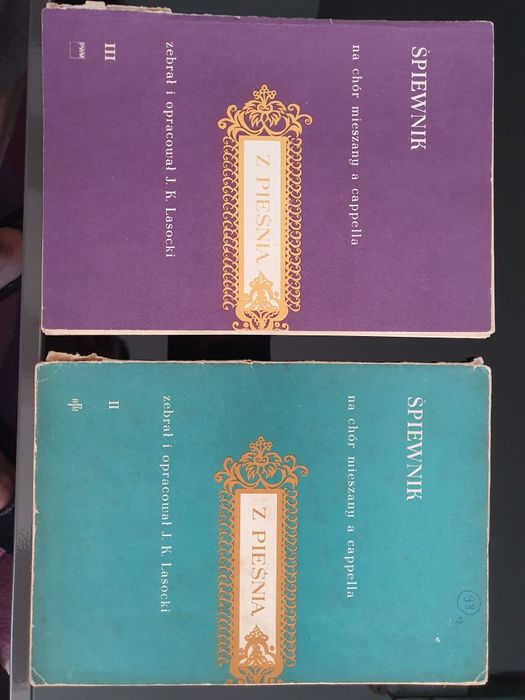 ŚPIEWNIK
na chór mieszany a cappella
Z PIEŚNIĄ
zebrał i opracował J. K. Lasocki
III
PWM
ŚPIEWNIK
na chór mieszany a cappella
Z PIEŚNIĄ
zebrał i opracował J. K. Lasocki
II